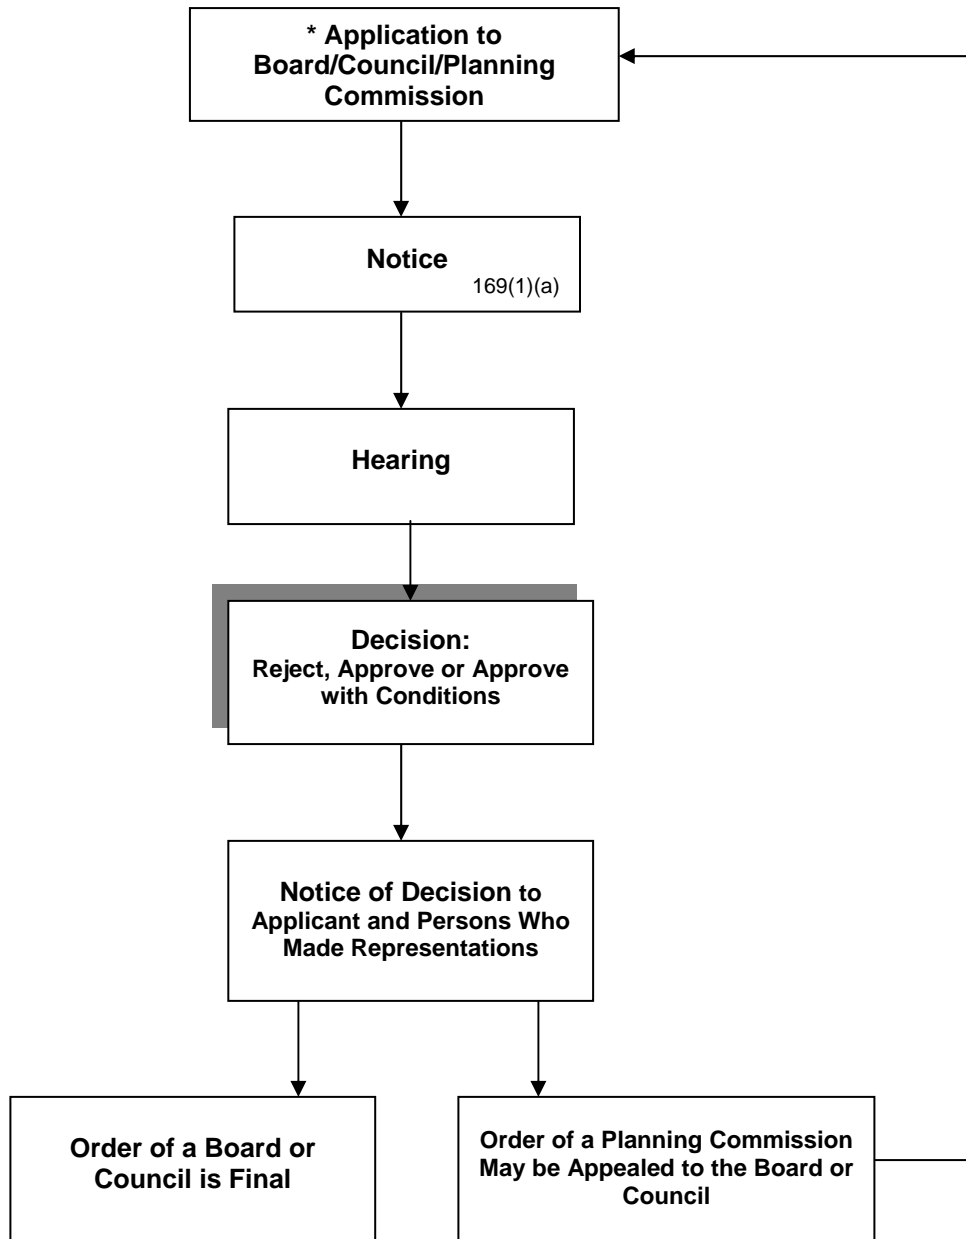 * Application to
Board/Council/Planning
Commission
Notice
169(1)(a)
Hearing
Decision:
Reject, Approve or Approve
with Conditions
Notice of Decision to
Applicant and Persons Who
Made Representations
Order of a Board or
Council is Final
Order of a Planning Commission
May be Appealed to the Board or
Council